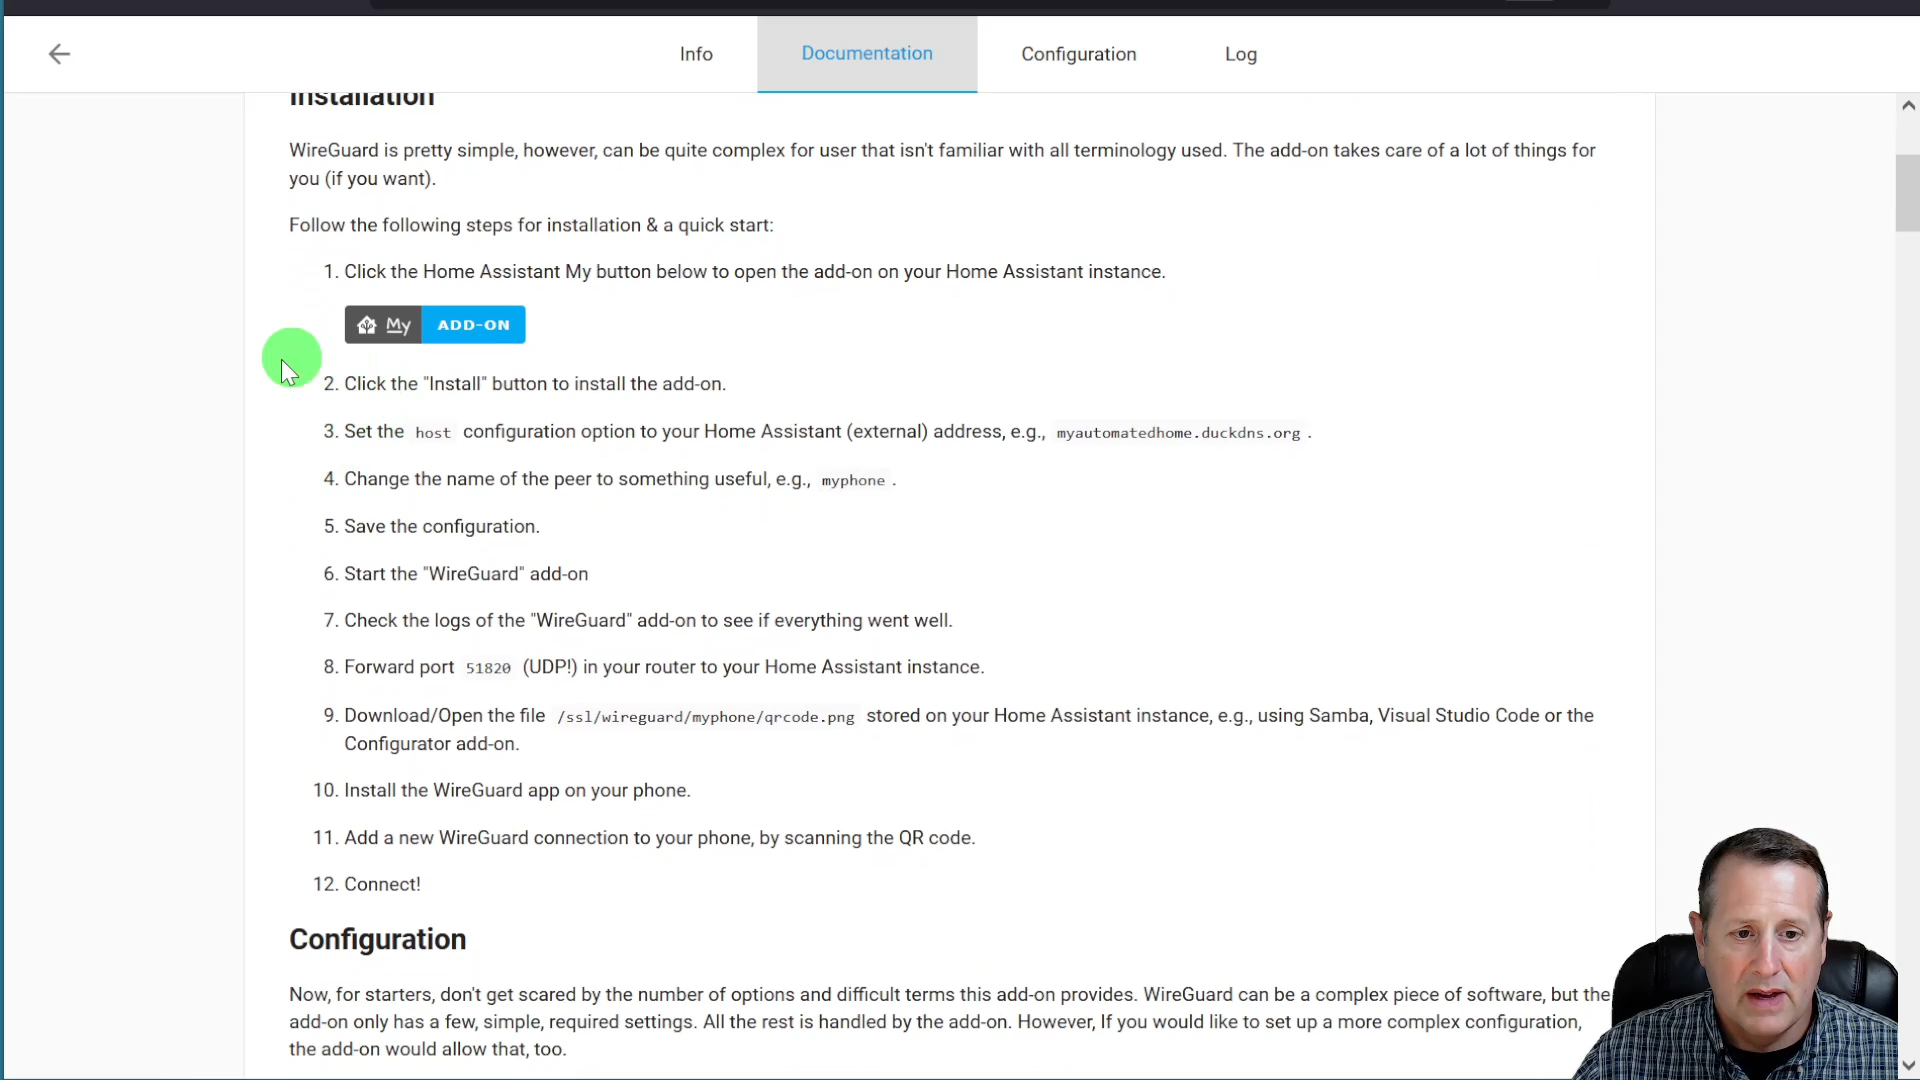 Info
Documentation
Configuration
Log
Installation
WireGuard is pretty simple, however, can be quite complex for user that isn't familiar with all terminology used. The add-on takes care of a lot of things for
you (if you want).
Follow the following steps for installation & a quick start:
1. Click the Home Assistant My button below to open the add-on on your Home Assistant instance.
My ADD-ON
2. Click the "Install" button to install the add-on.
3. Set the host configuration option to your Home Assistant (external) address, e.g., myautomatedhome.duckdns.org .
4. Change the name of the peer to something useful, e.g., myphone .
5. Save the configuration.
6. Start the "WireGuard" add-on
7. Check the logs of the "WireGuard" add-on to see if everything went well.
8. Forward port 51820 (UDP!) in your router to your Home Assistant instance.
9. Download/Open the file /ssl/wireguard/myphone/qrcode.png stored on your Home Assistant instance, e.g., using Samba, Visual Studio Code or the
Configurator add-on.
10. Install the WireGuard app on your phone.
11. Add a new WireGuard connection to your phone, by scanning the QR code.
12. Connect!
Configuration
Now, for starters, don't get scared by the number of options and difficult terms this add-on provides. WireGuard can be a complex piece of software, but the
add-on only has a few, simple, required settings. All the rest is handled by the add-on. However, If you would like to set up a more complex configuration,
the add-on would allow that, too.